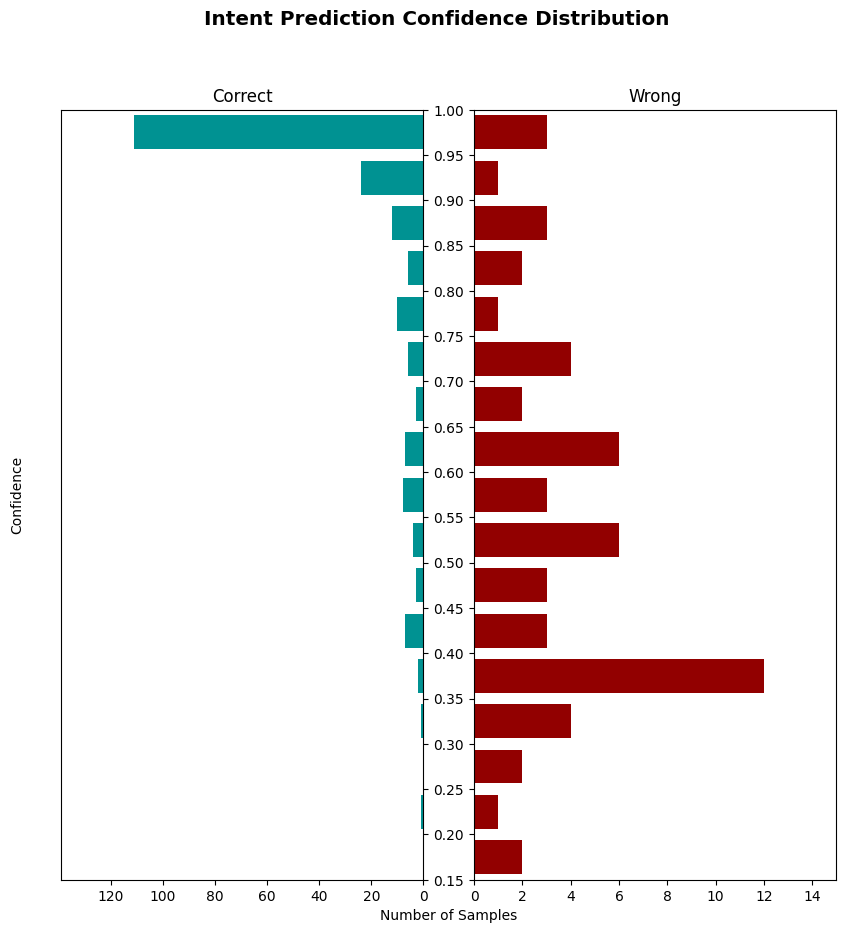 Intent Prediction Confidence Distribution
Correct
Wrong
1.00
0.95
0.90
0.85
0.80
0.75
0.70
0.65
0.60
0.55
0.50
0.45
0.40
0.35
0.30
0.25
0.20
0.15
Confidence
120 100 80 60 40 20 0
0 2 4 6 8 10 12 14
Number of Samples